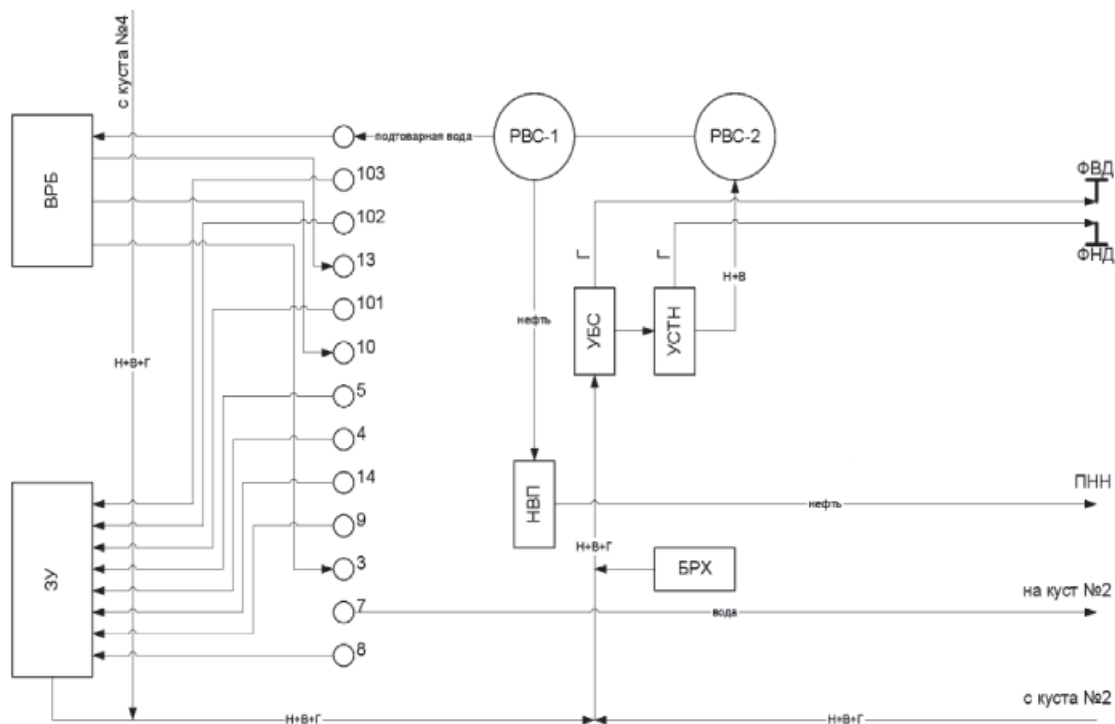 с куста №4
ВРБ
подтоварная вода
РВС-1
РВС-2
103
102
13
101
10
5
4
14
9
3
7
8
ФВД
ФНД
Г
Г
Н+В
УБС
УСТН
нефть
Н+В+Г
НВП
нефть
ПНН
ЗУ
Н+В+Г
БРХ
вода
на куст №2
с куста №2
Н+В+Г
Н+В+Г